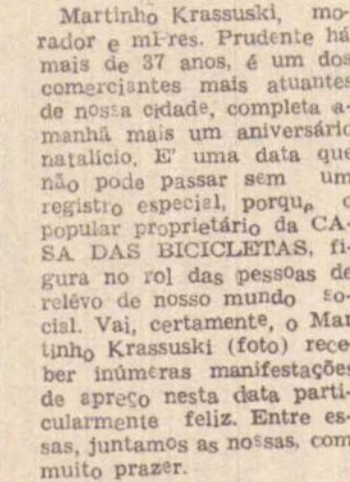 Martinho Krassuski, mo-
rador e mPres. Prudente há
mais de 37 anos, é um dos
comerciantes mais atuantes
de nossa cidade, completa a-
manhã mais um aniversário
natalício. E' uma data que
não pode passar sem um
registro especial, porque o
popular proprietário da CA-
SA DAS BICICLETAS, fi-
gura no rol das pessoas de
relêvo de nosso mundo so-
cial. Vai, certamente, o Mar
tinho Krassuski (foto) rece-
ber inúmeras manifestações
de apreço nesta data parti-
cularmente feliz. Entre es-
sas, juntamos as nossas, com
muito prazer.